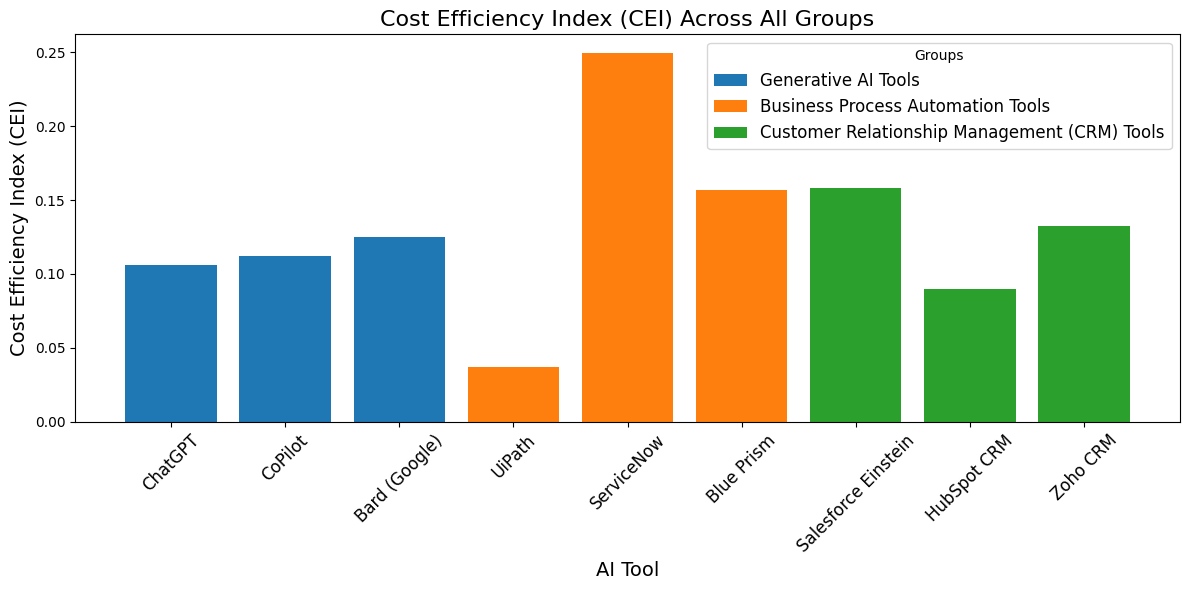 Cost Efficiency Index (CEI) Across All Groups
Cost Efficiency Index (CEI)
0.25
0.20
0.15
0.10
0.05
0.00
Groups
Generative AI Tools
Business Process Automation Tools
Customer Relationship Management (CRM) Tools
ChatGPT
CoPilot
Bard (Google)
UiPath
ServiceNow
Blue Prism
Salesforce Einstein
HubSpot CRM
Zoho CRM
AI Tool